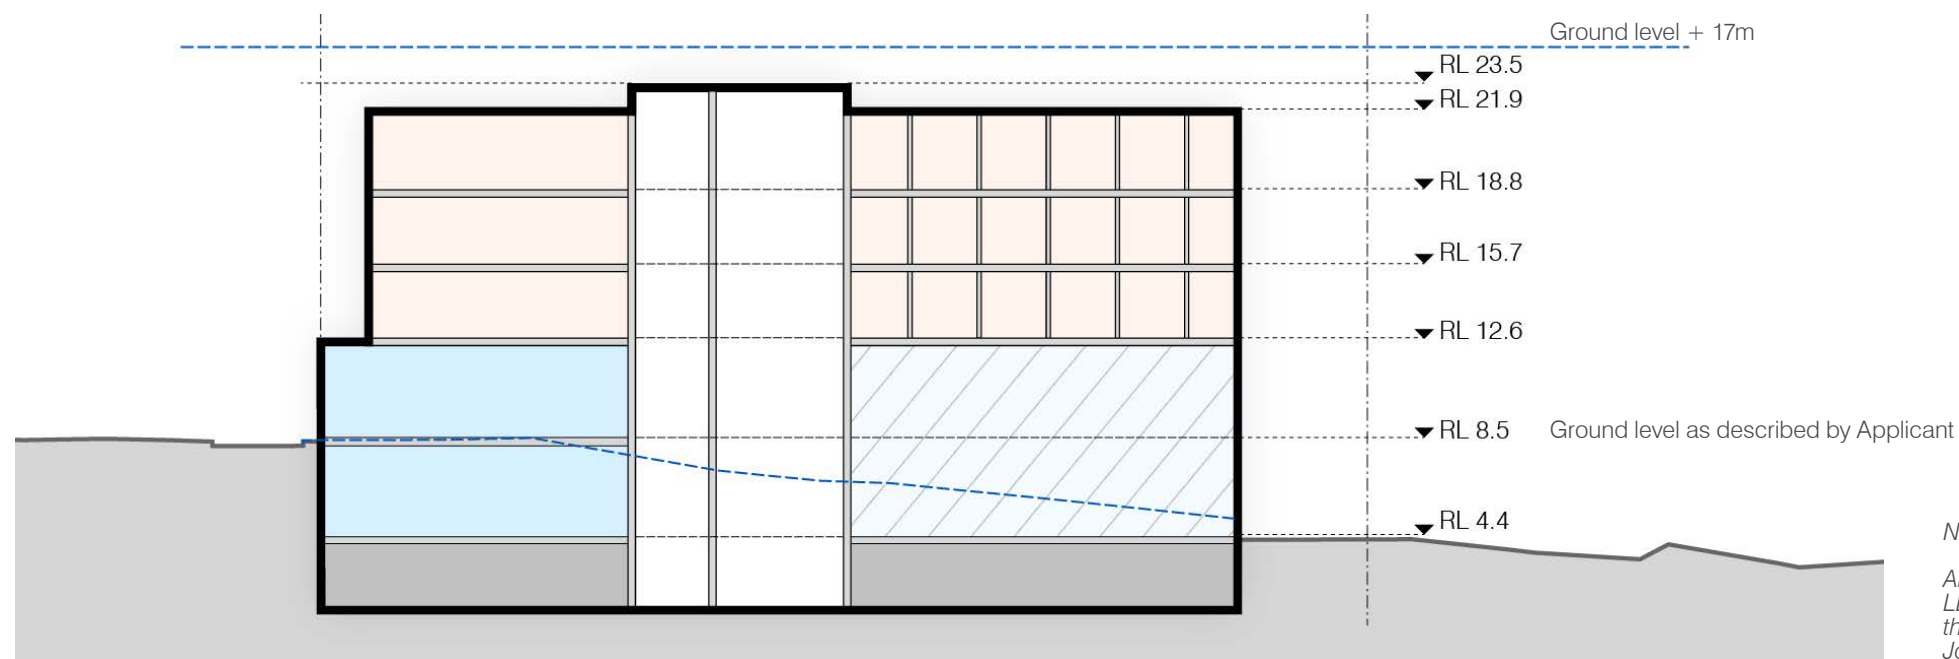 Ground level + 17m
RL 23.5
RL 21.9
RL 18.8
RL 15.7
RL 12.6
RL 8.5 Ground level as described by Applicant
RL 4.4